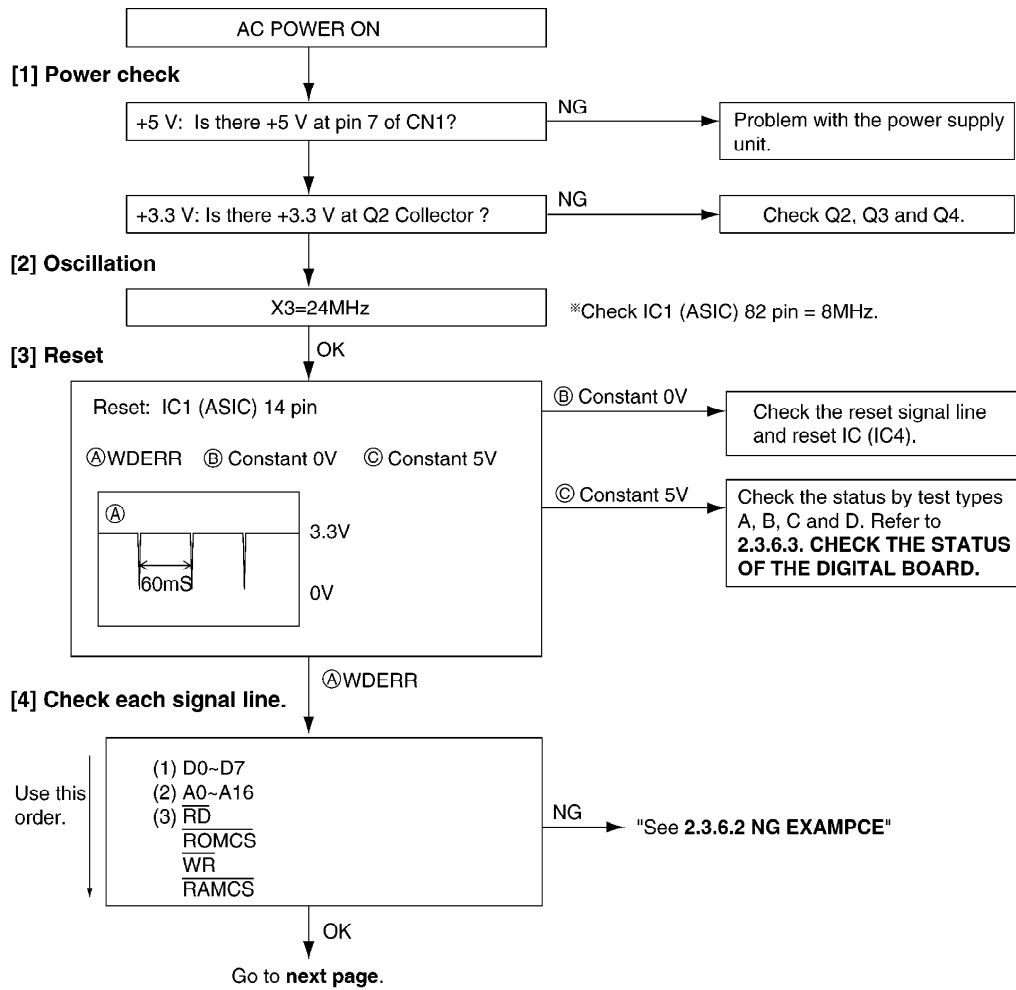 AC POWER ON
[1] Power check
+5 V: Is there +5 V at pin 7 of CN1?
NG
Problem with the power supply
unit.
+3.3 V: Is there +3.3 V at Q2 Collector ?
NG
Check Q2, Q3 and Q4.
[2] Oscillation
X3=24MHz
※Check IC1 (ASIC) 82 pin = 8MHz.
OK
[3] Reset
Reset: IC1 (ASIC) 14 pin
ⒶWDERR Ⓑ Constant 0V Ⓒ Constant 5V
Ⓐ
3.3V
60mS
0V
Ⓑ Constant 0V
Check the reset signal line
and reset IC (IC4).
Ⓒ Constant 5V
Check the status by test types
A, B, C and D. Refer to
2.3.6.3. CHECK THE STATUS
OF THE DIGITAL BOARD.
ⒶWDERR
[4] Check each signal line.
Use this
order.
(1) D0~D7
(2) A0~A16
(3) R̅D̅
R̅O̅M̅C̅S̅
W̅R̅
R̅A̅M̅C̅S̅
NG
"See 2.3.6.2 NG EXAMPCE"
OK
Go to next page.